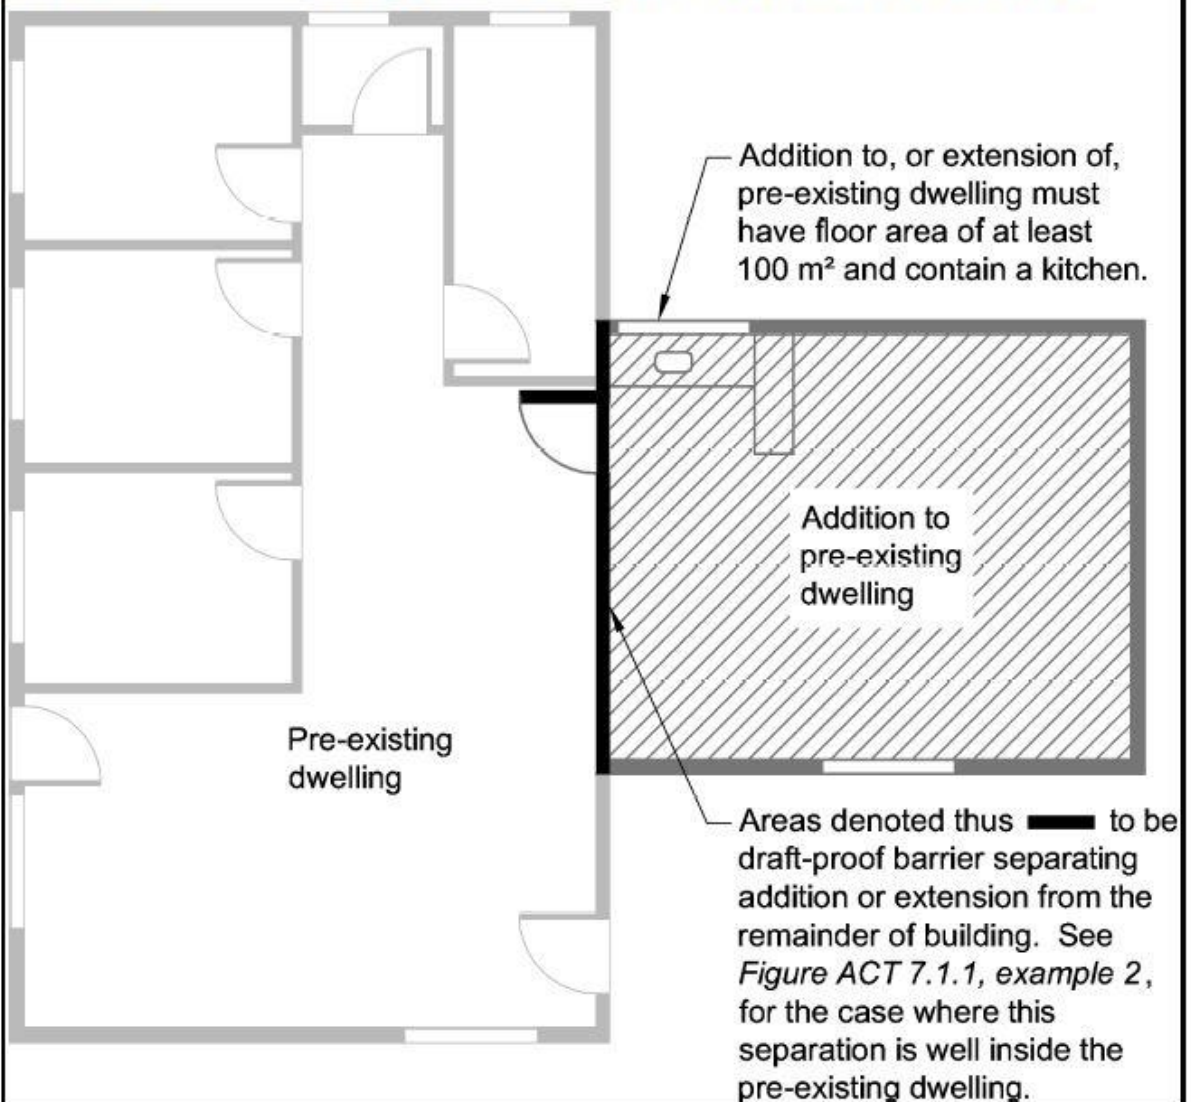 Addition to, or extension of,
pre-existing dwelling must
have floor area of at least
100 m² and contain a kitchen.
Addition to
pre-existing
dwelling
Pre-existing
dwelling
Areas denoted thus to be
draft-proof barrier separating
addition or extension from the
remainder of building. See
Figure ACT 7.1.1, example 2,
for the case where this
separation is well inside the
pre-existing dwelling.